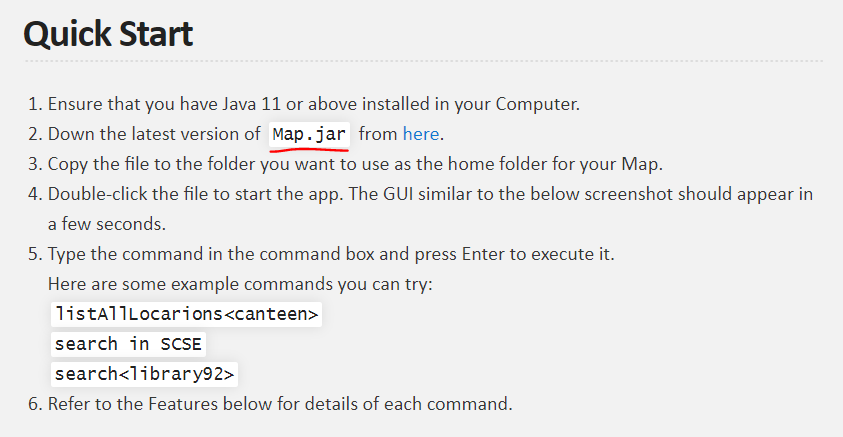 Quick Start
1. Ensure that you have Java 11 or above installed in your Computer.
2. Down the latest version of Map.jar from here.
3. Copy the file to the folder you want to use as the home folder for your Map.
4. Double-click the file to start the app. The GUI similar to the below screenshot should appear in
a few seconds.
5. Type the command in the command box and press Enter to execute it.
Here are some example commands you can try:
listAllLocarions<canteen>
search in SCSE
search<library92>
6. Refer to the Features below for details of each command.